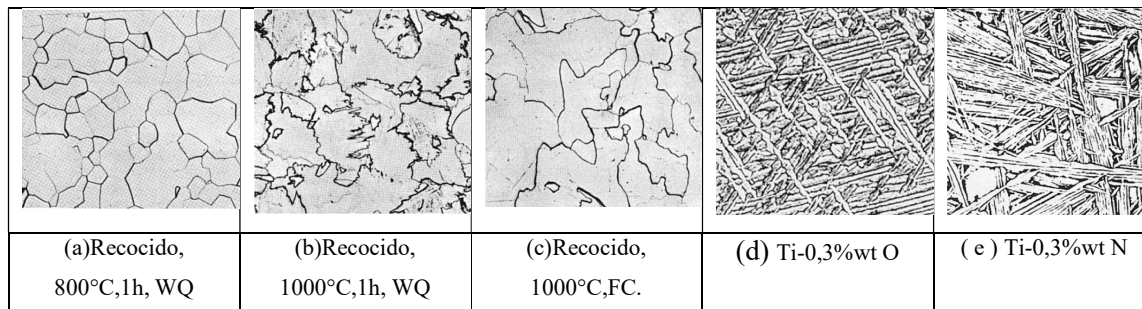 (a)Recocido,
800°C,1h, WQ
(b)Recocido,
1000°C,1h, WQ
(c)Recocido,
1000°C,FC.
(d) Ti-0,3%wt O
( e ) Ti-0,3%wt N